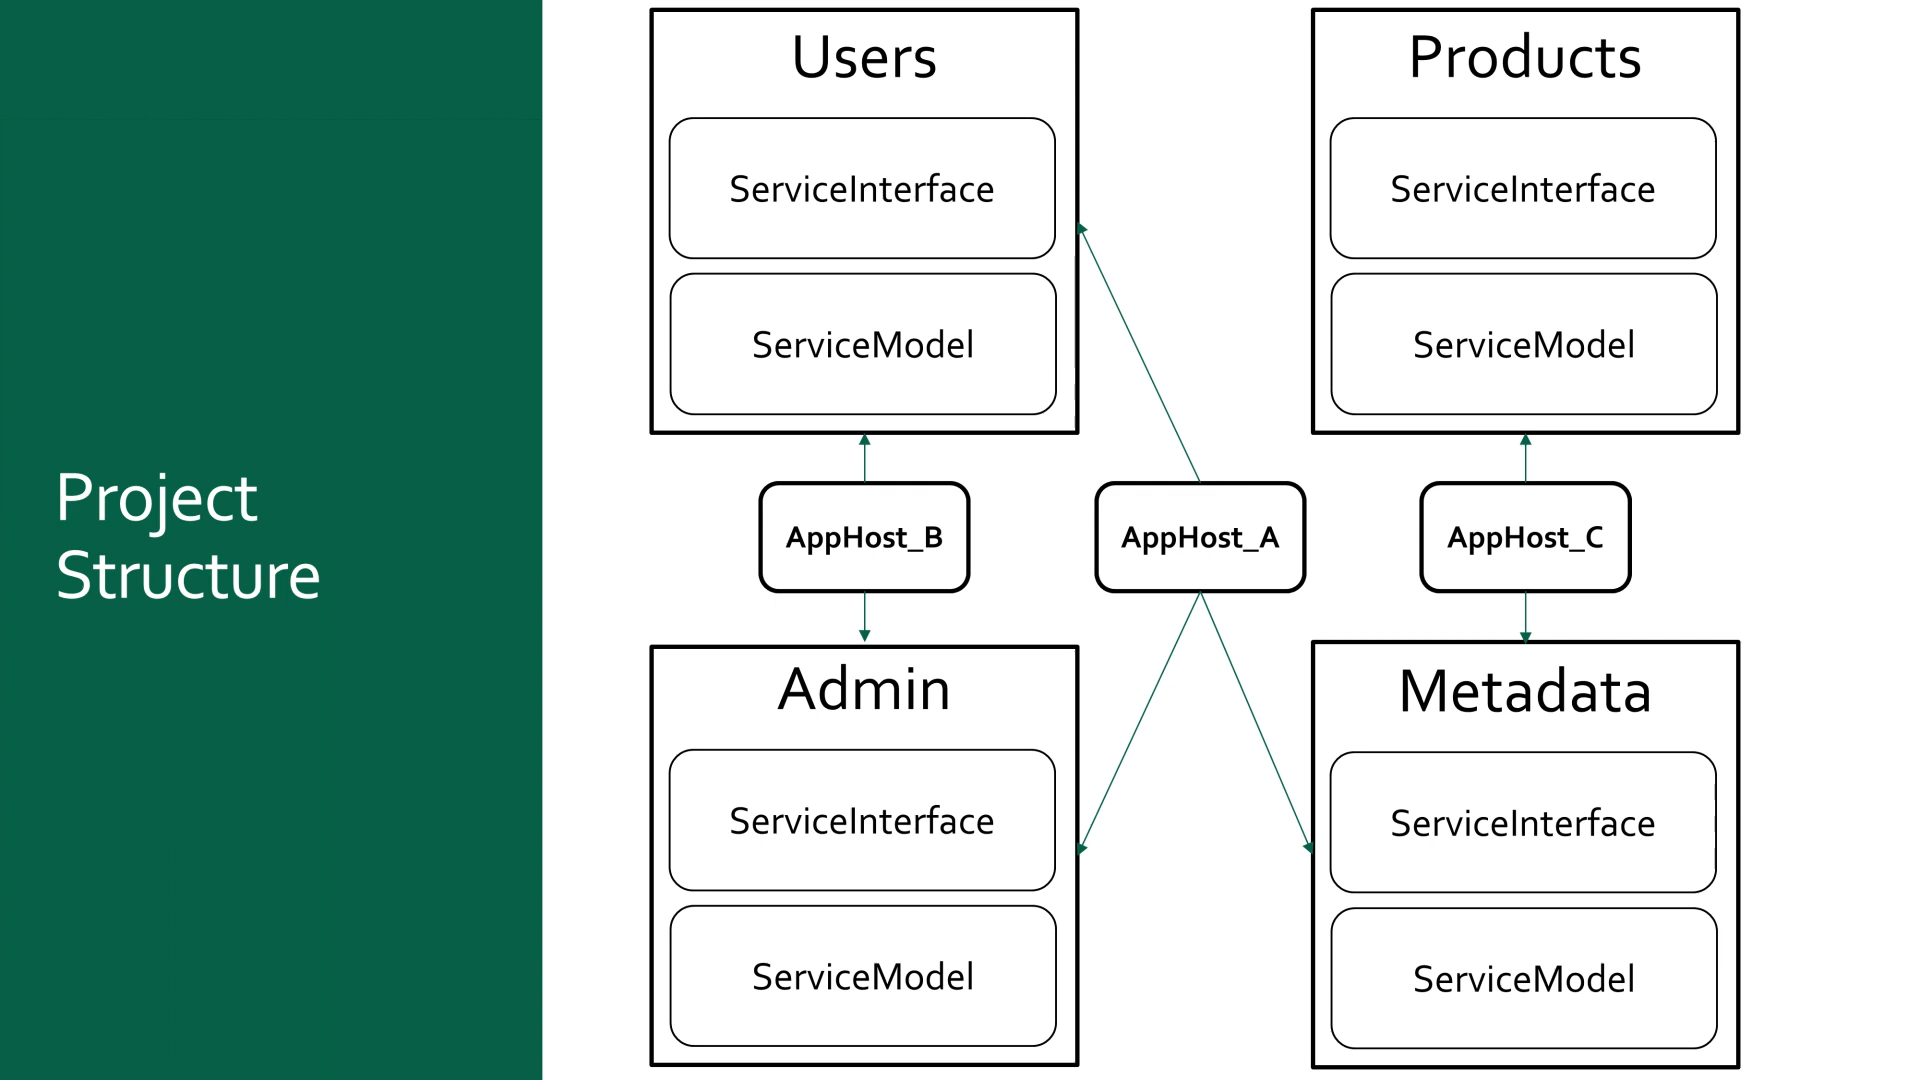 Project
Structure
Users
ServiceInterface
ServiceModel
Products
ServiceInterface
ServiceModel
AppHost_B
AppHost_A
AppHost_C
Admin
ServiceInterface
ServiceModel
Metadata
ServiceInterface
ServiceModel